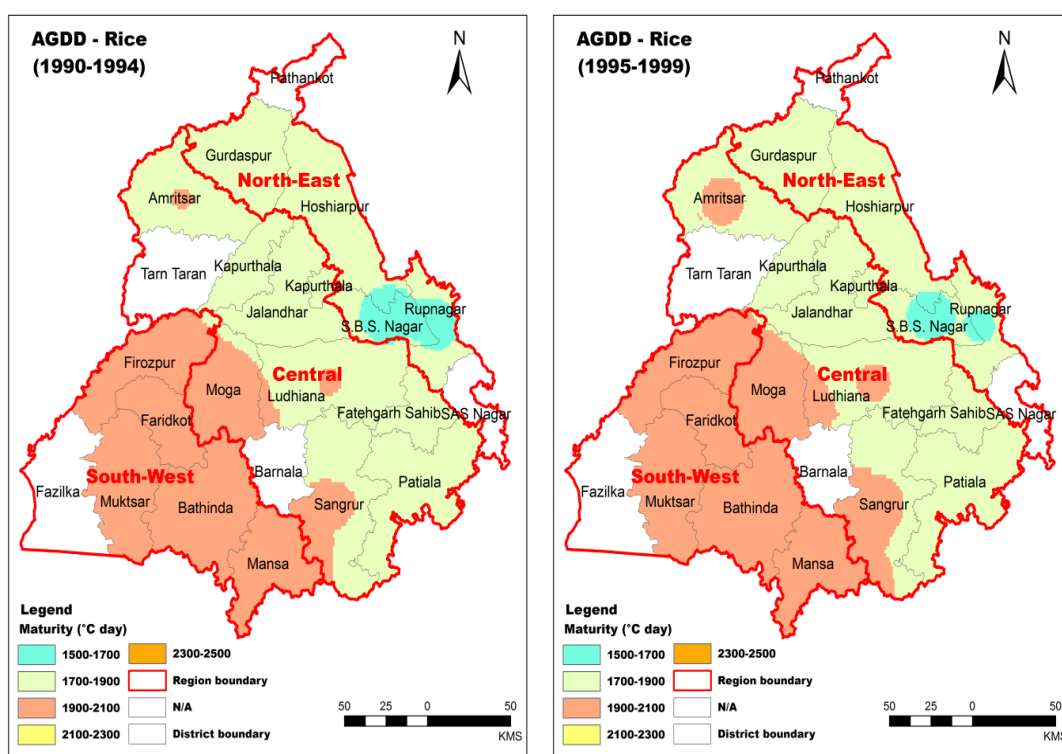 AGDD - Rice
(1990-1994)
N
Pathankot
Gurdaspur
North-East
Amritsar
Hoshiarpur
Tarn Taran
Kapurthala
Kapurthala
Jalandhar
Rupnagar
S.B.S. Nagar
Firozpur
Moga
Central
Ludhiana
Faridkot
Fatehgarh Sahib
SAS Nagar
South-West
Barnala
Fazilka
Muktsar
Bathinda
Sangrur
Patiala
Mansa
Legend
Maturity (°C day)
1500-1700
2300-2500
1700-1900
Region boundary
1900-2100
N/A
2100-2300
District boundary
50 25 0 50
KMS
AGDD - Rice
(1995-1999)
N
Pathankot
Gurdaspur
North-East
Amritsar
Hoshiarpur
Tarn Taran
Kapurthala
Kapurthala
Jalandhar
Rupnagar
S.B.S. Nagar
Firozpur
Moga
Central
Ludhiana
Faridkot
Fatehgarh Sahib
SAS Nagar
South-West
Barnala
Fazilka
Muktsar
Bathinda
Sangrur
Patiala
Mansa
Legend
Maturity (°C day)
1500-1700
2300-2500
1700-1900
Region boundary
1900-2100
N/A
2100-2300
District boundary
50 25 0 50
KMS